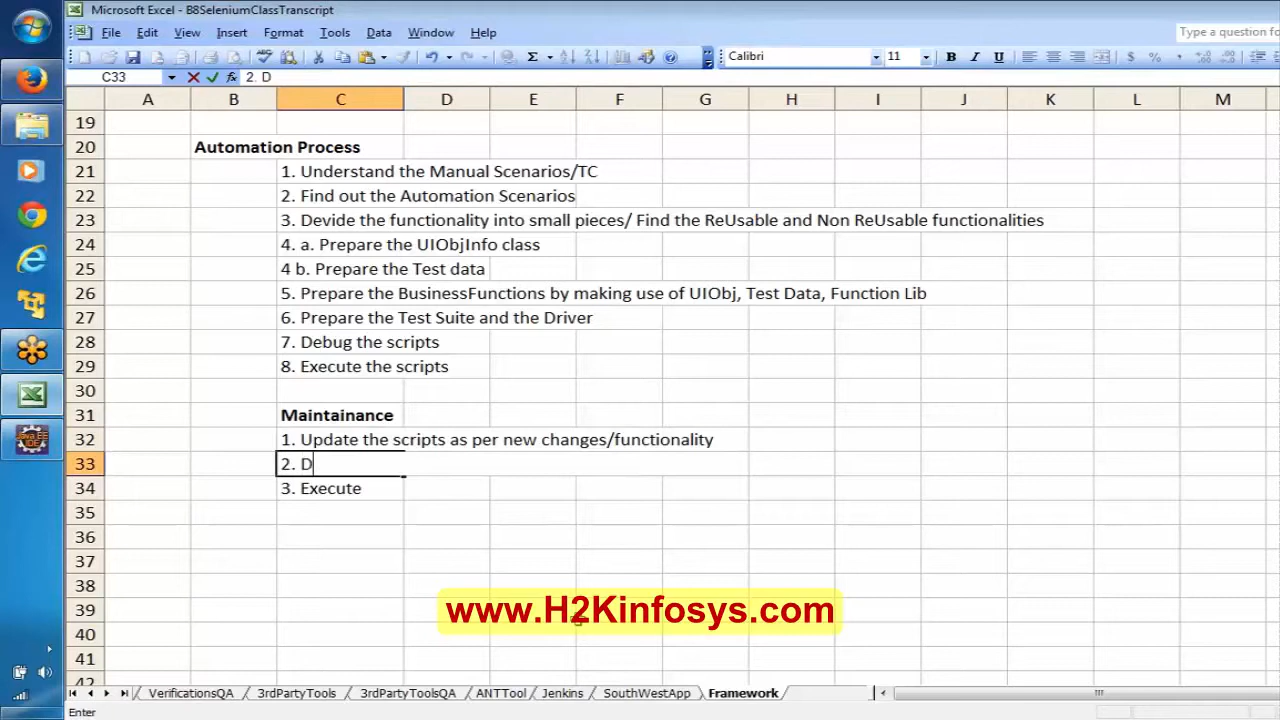 Microsoft Excel - B8SeleniumClassTranscript
File Edit View Insert Format Tools Data Window Help
Type a question fo
Calibri 11 B I U $ %
C33 fx 2. D
A B C D E F G H I J K L M
19
20 Automation Process
21 1. Understand the Manual Scenarios/TC
22 2. Find out the Automation Scenarios
23 3. Devide the functionality into small pieces/ Find the ReUsable and Non ReUsable functionalities
24 4. a. Prepare the UIObjInfo class
25 4 b. Prepare the Test data
26 5. Prepare the BusinessFunctions by making use of UIObj, Test Data, Function Lib
27 6. Prepare the Test Suite and the Driver
28 7. Debug the scripts
29 8. Execute the scripts
30
31 Maintainance
32 1. Update the scripts as per new changes/functionality
33 2. D
34 3. Execute
35
36
37
38
39
www.H2Kinfosys.com
40
41
42
VerificationsQA 3rdPartyTools 3rdPartyToolsQA ANTTool Jenkins SouthWestApp Framework
Enter